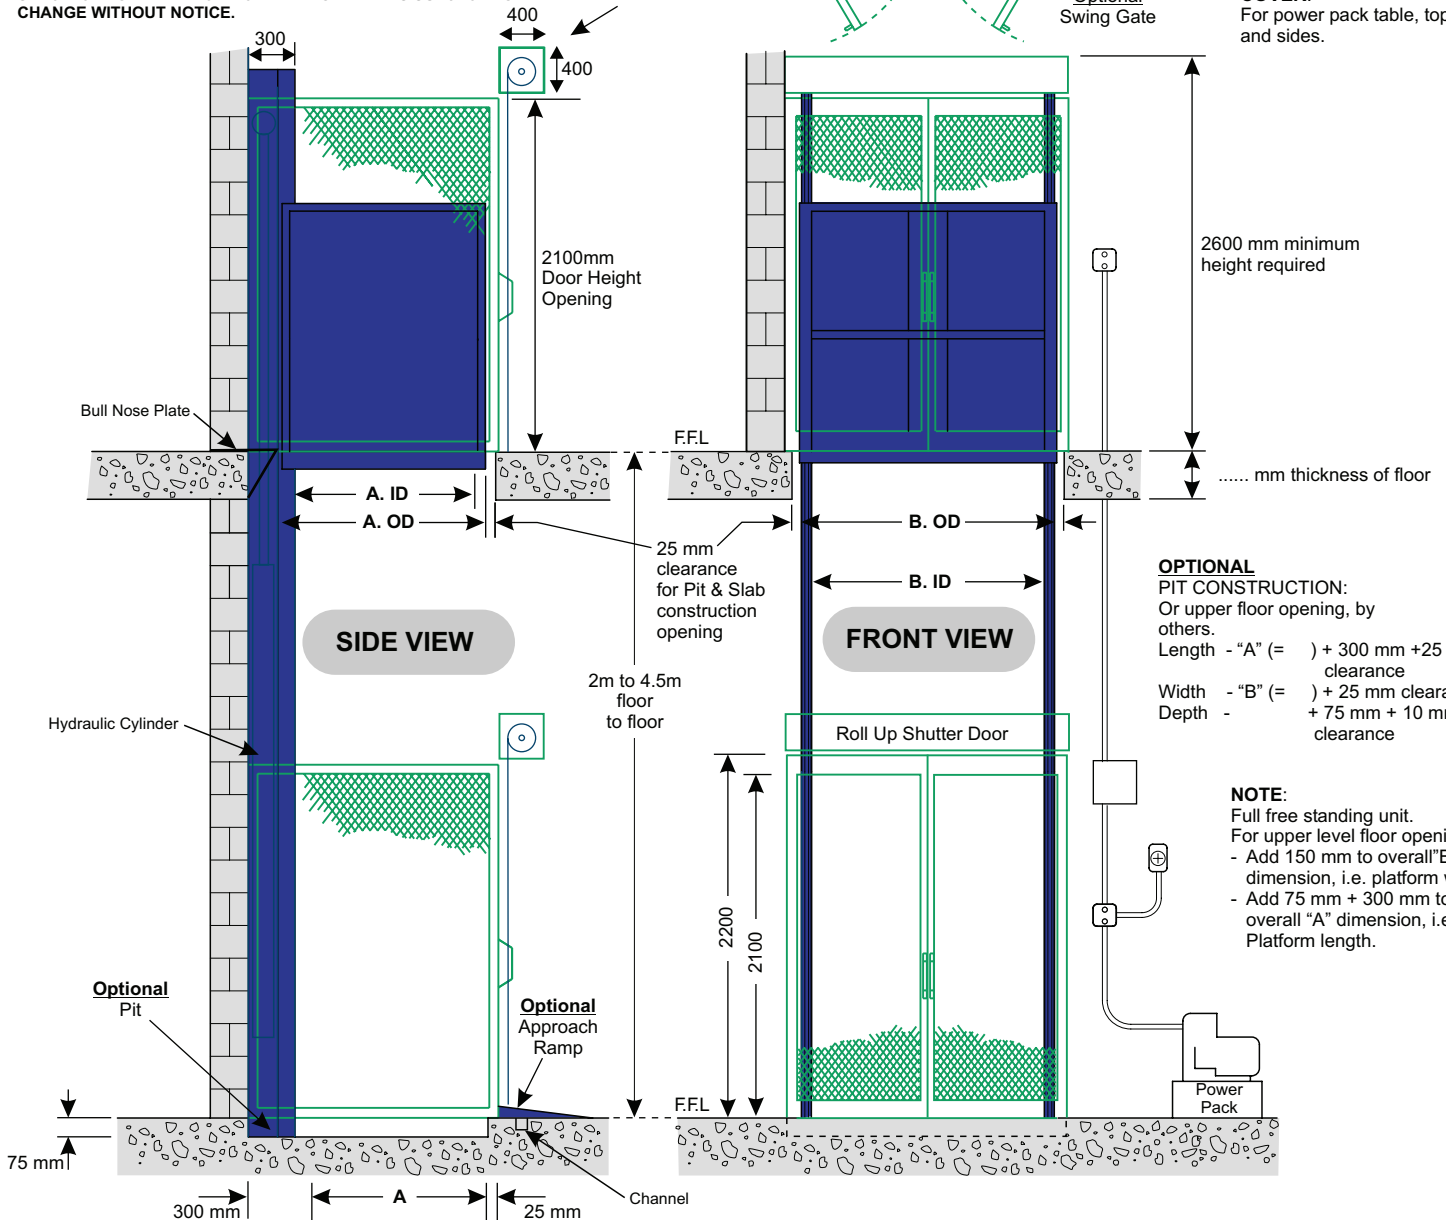 CHANGE WITHOUT NOTICE.
400
300
400
Swing Gate
For power pack table, top
and sides.
2100mm
Door Height
Opening
2600 mm minimum
height required
Bull Nose Plate
F.F.L
...... mm thickness of floor
A. ID
A. OD
B. OD
B. ID
25 mm
clearance
for Pit & Slab
construction
opening
OPTIONAL
PIT CONSTRUCTION:
Or upper floor opening, by
others.
Length - “A” (= ) + 300 mm +25
clearance
Width - “B” (= ) + 25 mm
Depth - + 75 mm + 10
clearance
SIDE VIEW
FRONT VIEW
2m to 4.5m
floor
to floor
Hydraulic Cylinder
Roll Up Shutter Door
NOTE:
Full free standing unit.
For upper level floor
- Add 150 mm to overall
dimension, i.e. platform
- Add 75 mm + 300 mm to
overall “A” dimension,
Platform length.
2200
2100
Optional
Pit
Optional
Approach
Ramp
F.F.L
Power
Pack
75 mm
300 mm
A
25 mm
Channel